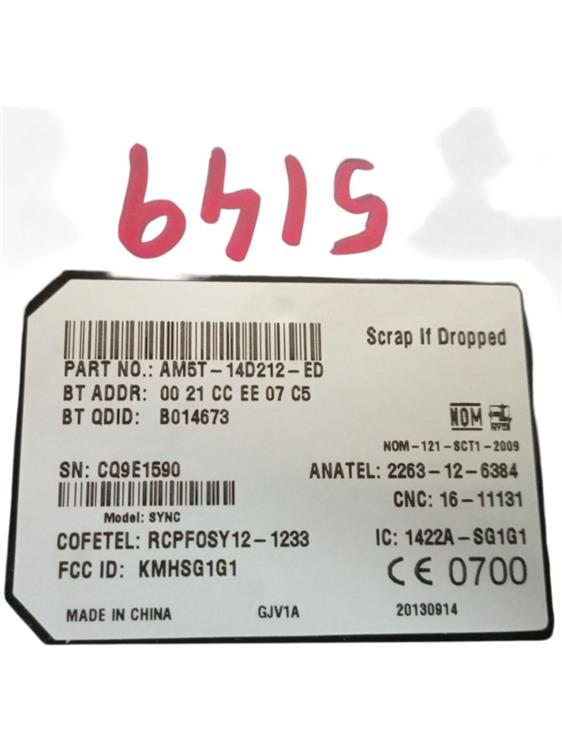 9415
Scrap If Dropped
PART NO.: AM5T-14D212-ED
BT ADDR: 00 21 CC EE 07 C5
BT QDID: B014673
NOM NYCE
NOM-121-SCT1-2009
SN: CQ9E1590 ANATEL: 2263-12-6384
CNC: 16-11131
Model: SYNC
COFETEL: RCPFOSY12-1233 IC: 1422A-SG1G1
FCC ID: KMHSG1G1 CE 0700
MADE IN CHINA GJV1A 20130914